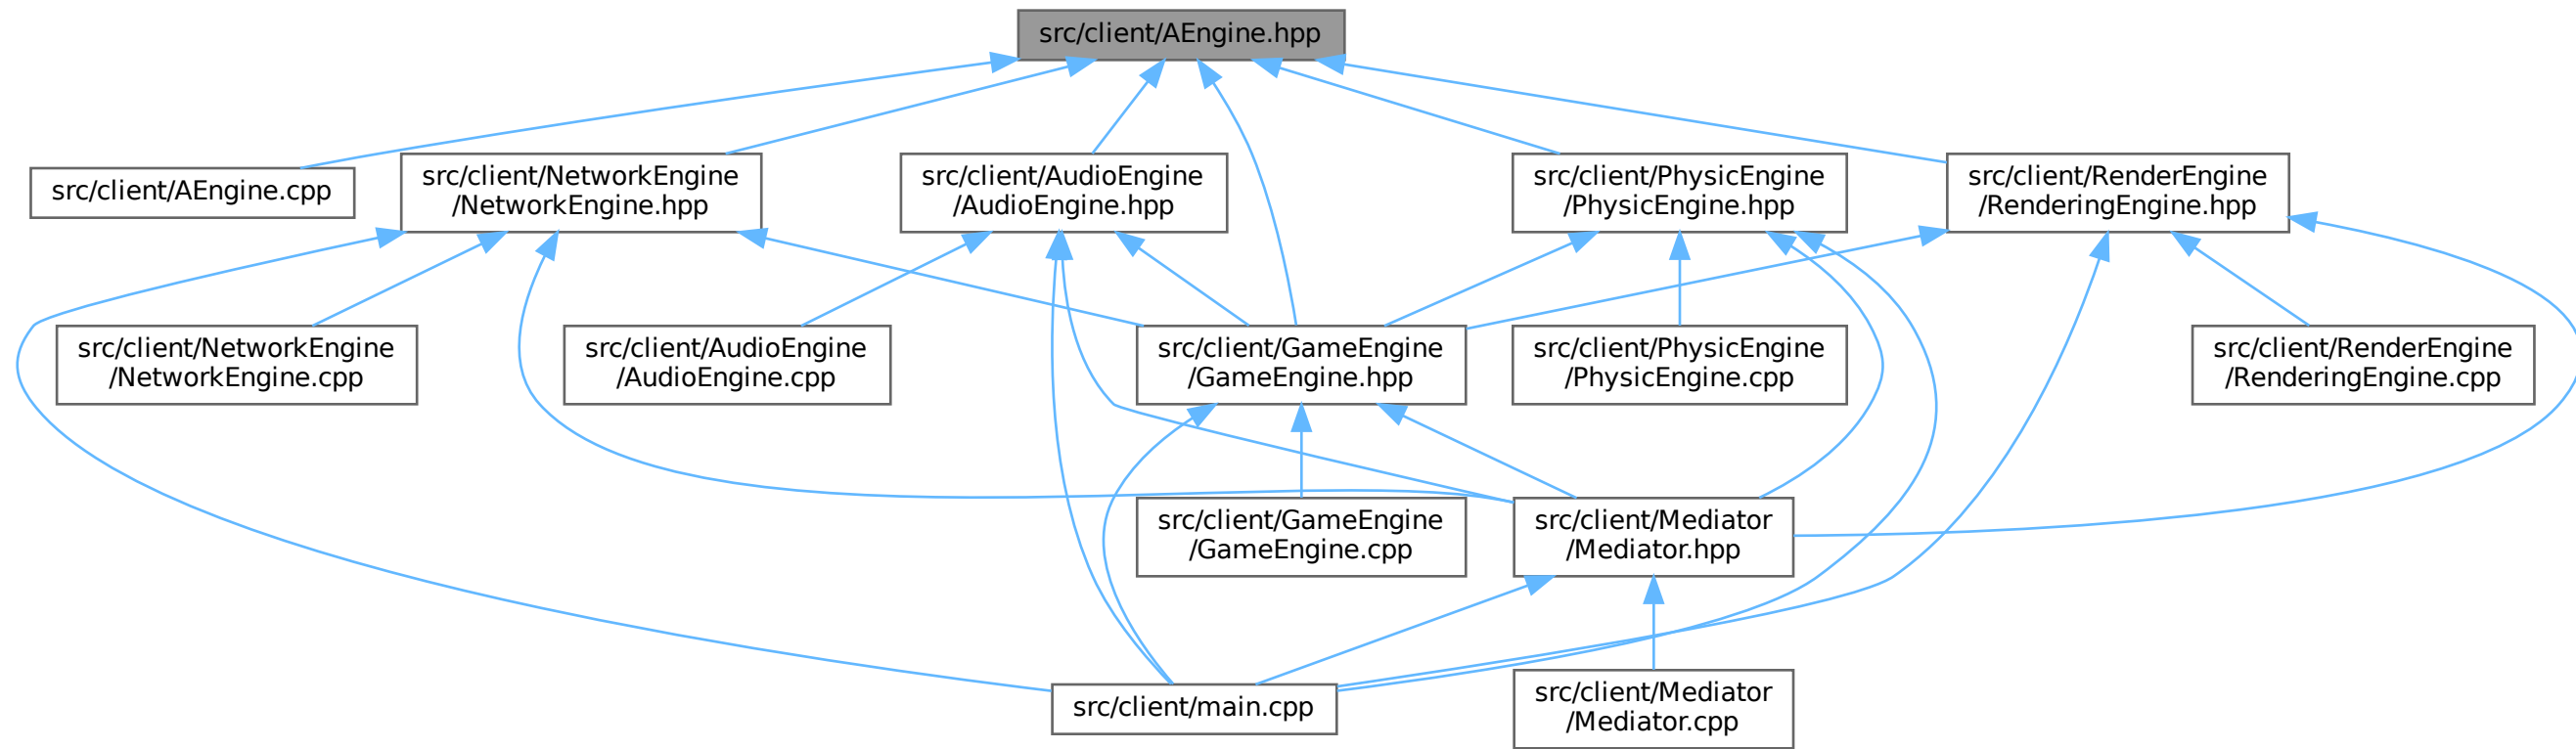 src/client/AEngine.hpp
src/client/AEngine.cpp
src/client/NetworkEngine
/NetworkEngine.hpp
src/client/AudioEngine
/AudioEngine.hpp
src/client/PhysicEngine
/PhysicEngine.hpp
src/client/RenderEngine
/RenderingEngine.hpp
src/client/NetworkEngine
/NetworkEngine.cpp
src/client/AudioEngine
/AudioEngine.cpp
src/client/GameEngine
/GameEngine.hpp
src/client/PhysicEngine
/PhysicEngine.cpp
src/client/RenderEngine
/RenderingEngine.cpp
src/client/GameEngine
/GameEngine.cpp
src/client/Mediator
/Mediator.hpp
src/client/main.cpp
src/client/Mediator
/Mediator.cpp